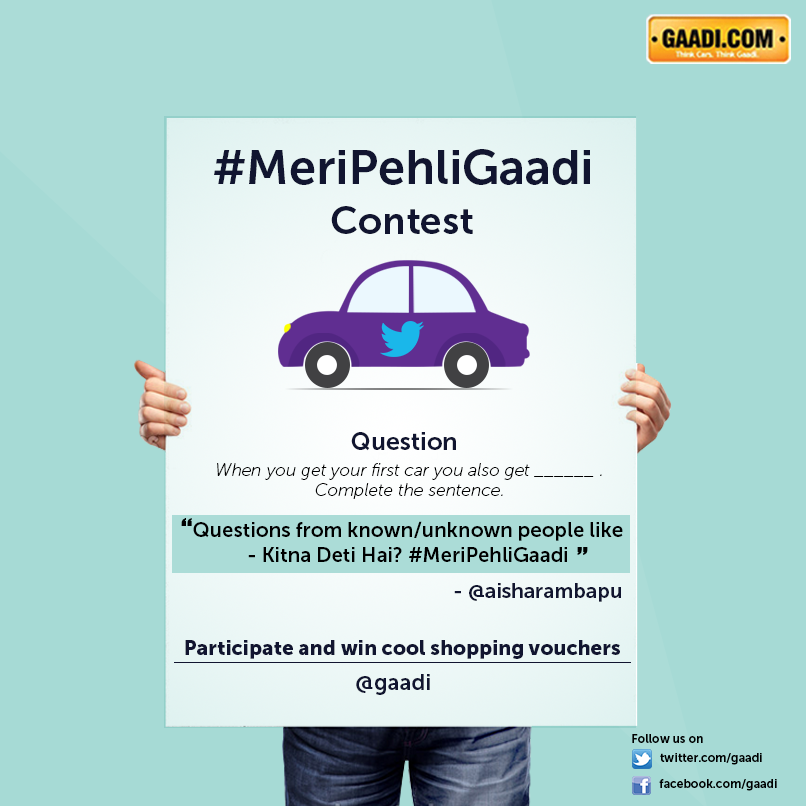 GAADI.COM
Think Cars. Think Gaadi.
#MeriPehliGaadi
Contest
Question
When you get your first car you also get ______ .
Complete the sentence.
“Questions from known/unknown people like
- Kitna Deti Hai? #MeriPehliGaadi ”
- @aisharambapu
Participate and win cool shopping vouchers
@gaadi
Follow us on
twitter.com/gaadi
facebook.com/gaadi